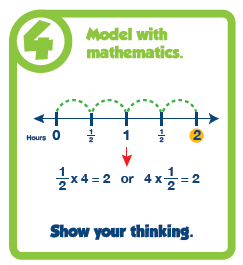 4
Model with
mathematics.
Hours 0 1/2 1 1/2 2
1/2 x 4 = 2 or 4 x 1/2 = 2
Show your thinking.